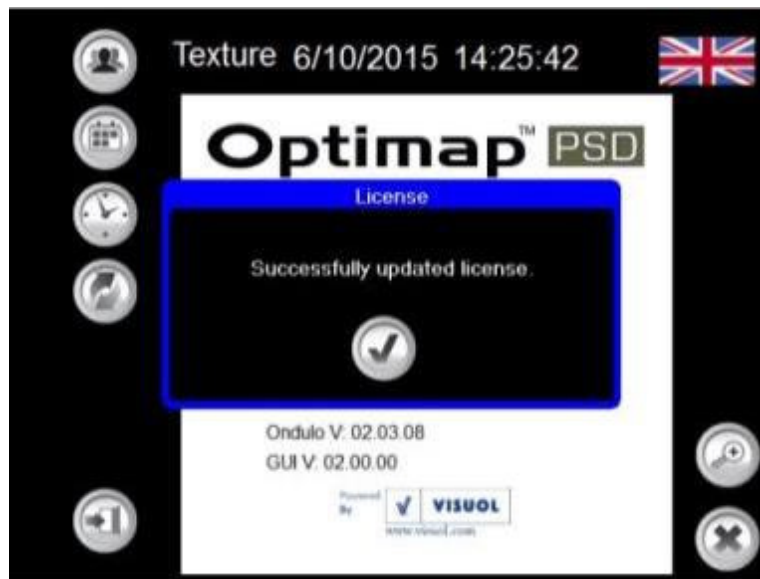 Texture 6/10/2015 14:25:42
Optimap™ PSD
License
Successfully updated license.
Ondulo V: 02.03.08
GUI V: 02.00.00
Powered
By
VISUOL
www.visuol.com